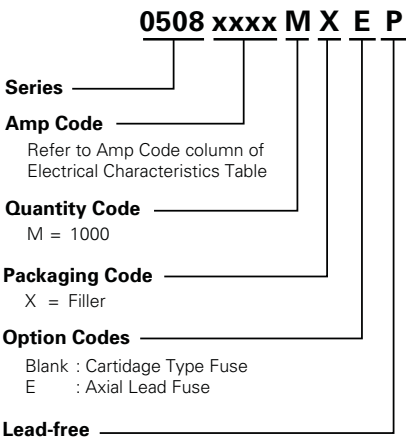 0508 xxxx M X E P
Series
Amp Code
Refer to Amp Code column of
Electrical Characteristics Table
Quantity Code
M = 1000
Packaging Code
X = Filler
Option Codes
Blank : Cartidage Type Fuse
E : Axial Lead Fuse
Lead-free